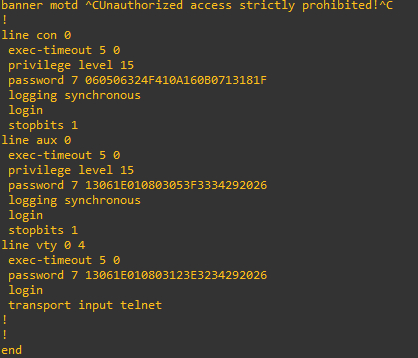 banner motd ^CUnauthorized access strictly prohibited!^C
!
line con 0
 exec-timeout 5 0
 privilege level 15
 password 7 060506324F410A160B0713181F
 logging synchronous
 login
 stopbits 1
line aux 0
 exec-timeout 5 0
 privilege level 15
 password 7 13061E010803053F3334292026
 logging synchronous
 login
 stopbits 1
line vty 0 4
 exec-timeout 5 0
 password 7 13061E010803123E3234292026
 login
 transport input telnet
!
!
end